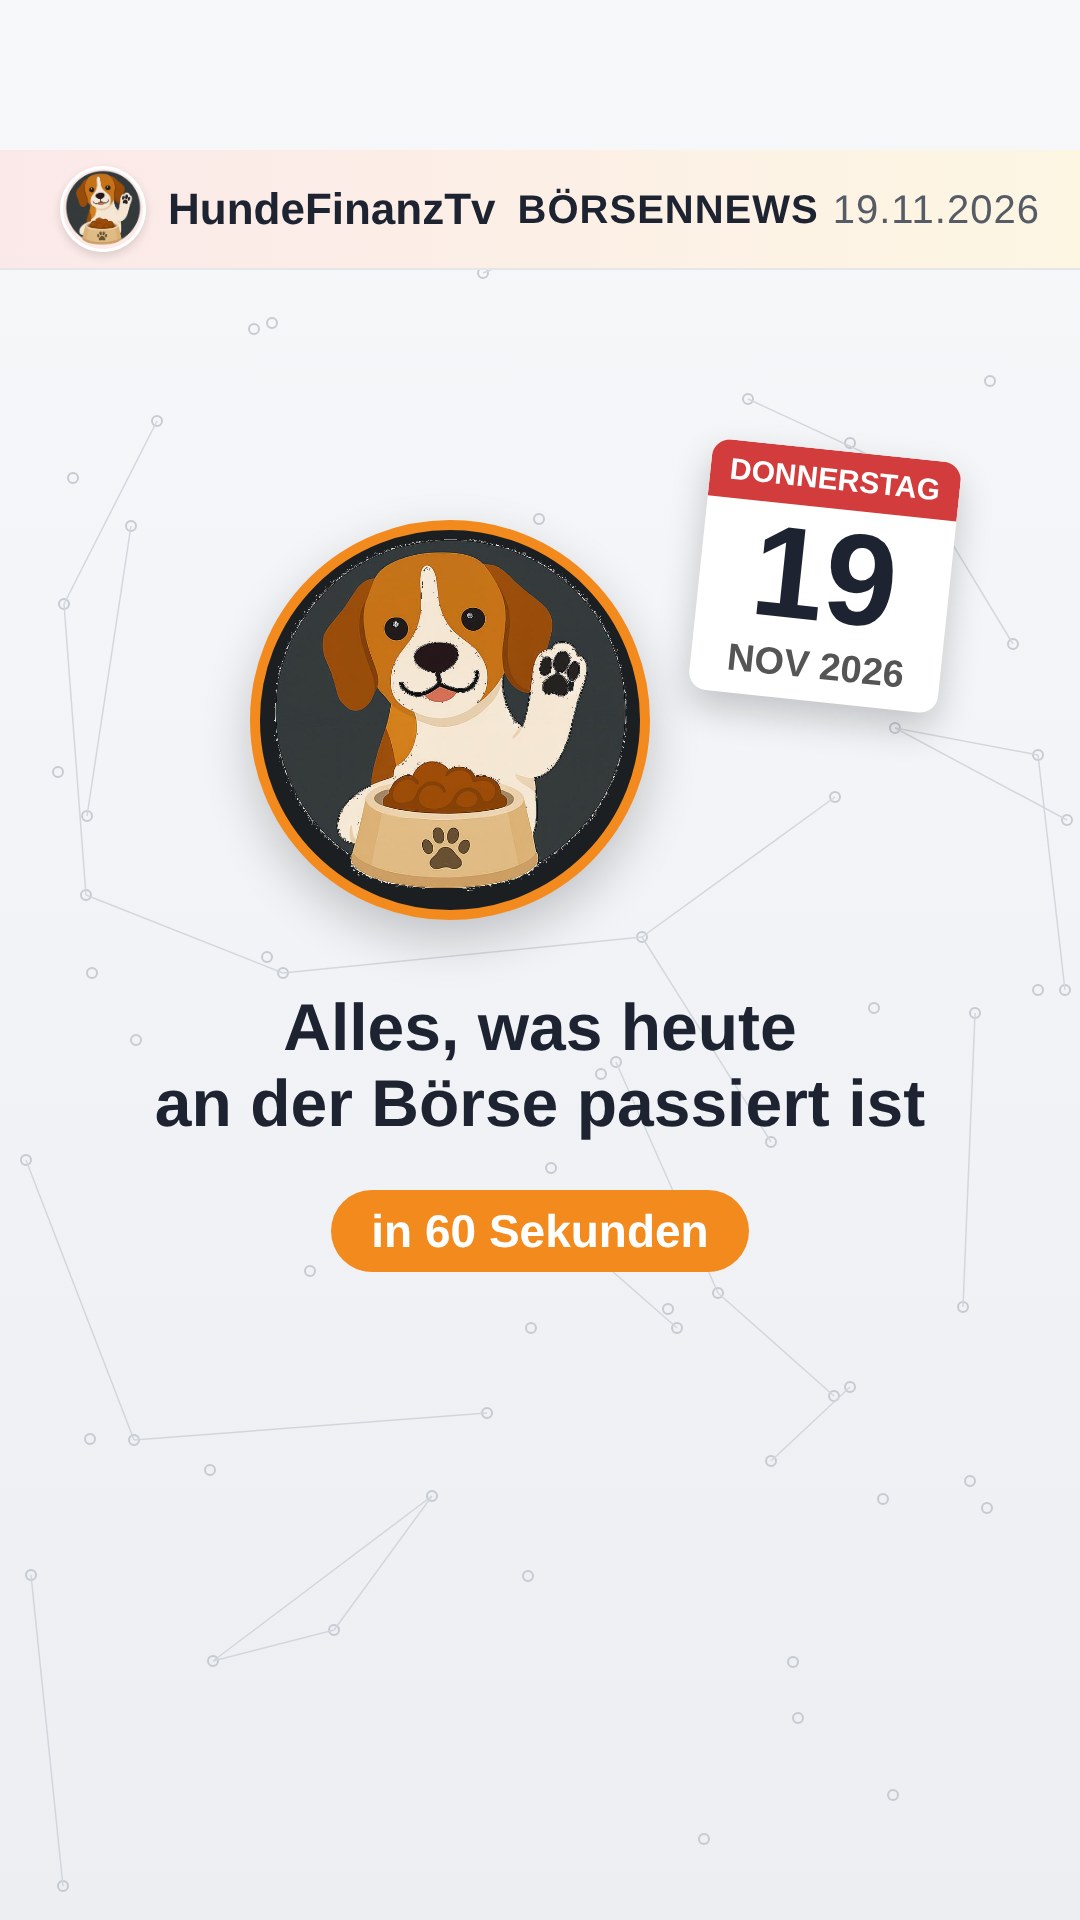 HundeFinanzTv BÖRSENNEWS 19.11.2026
DONNERSTAG
19
NOV 2026
Alles, was heute
an der Börse passiert ist
in 60 Sekunden